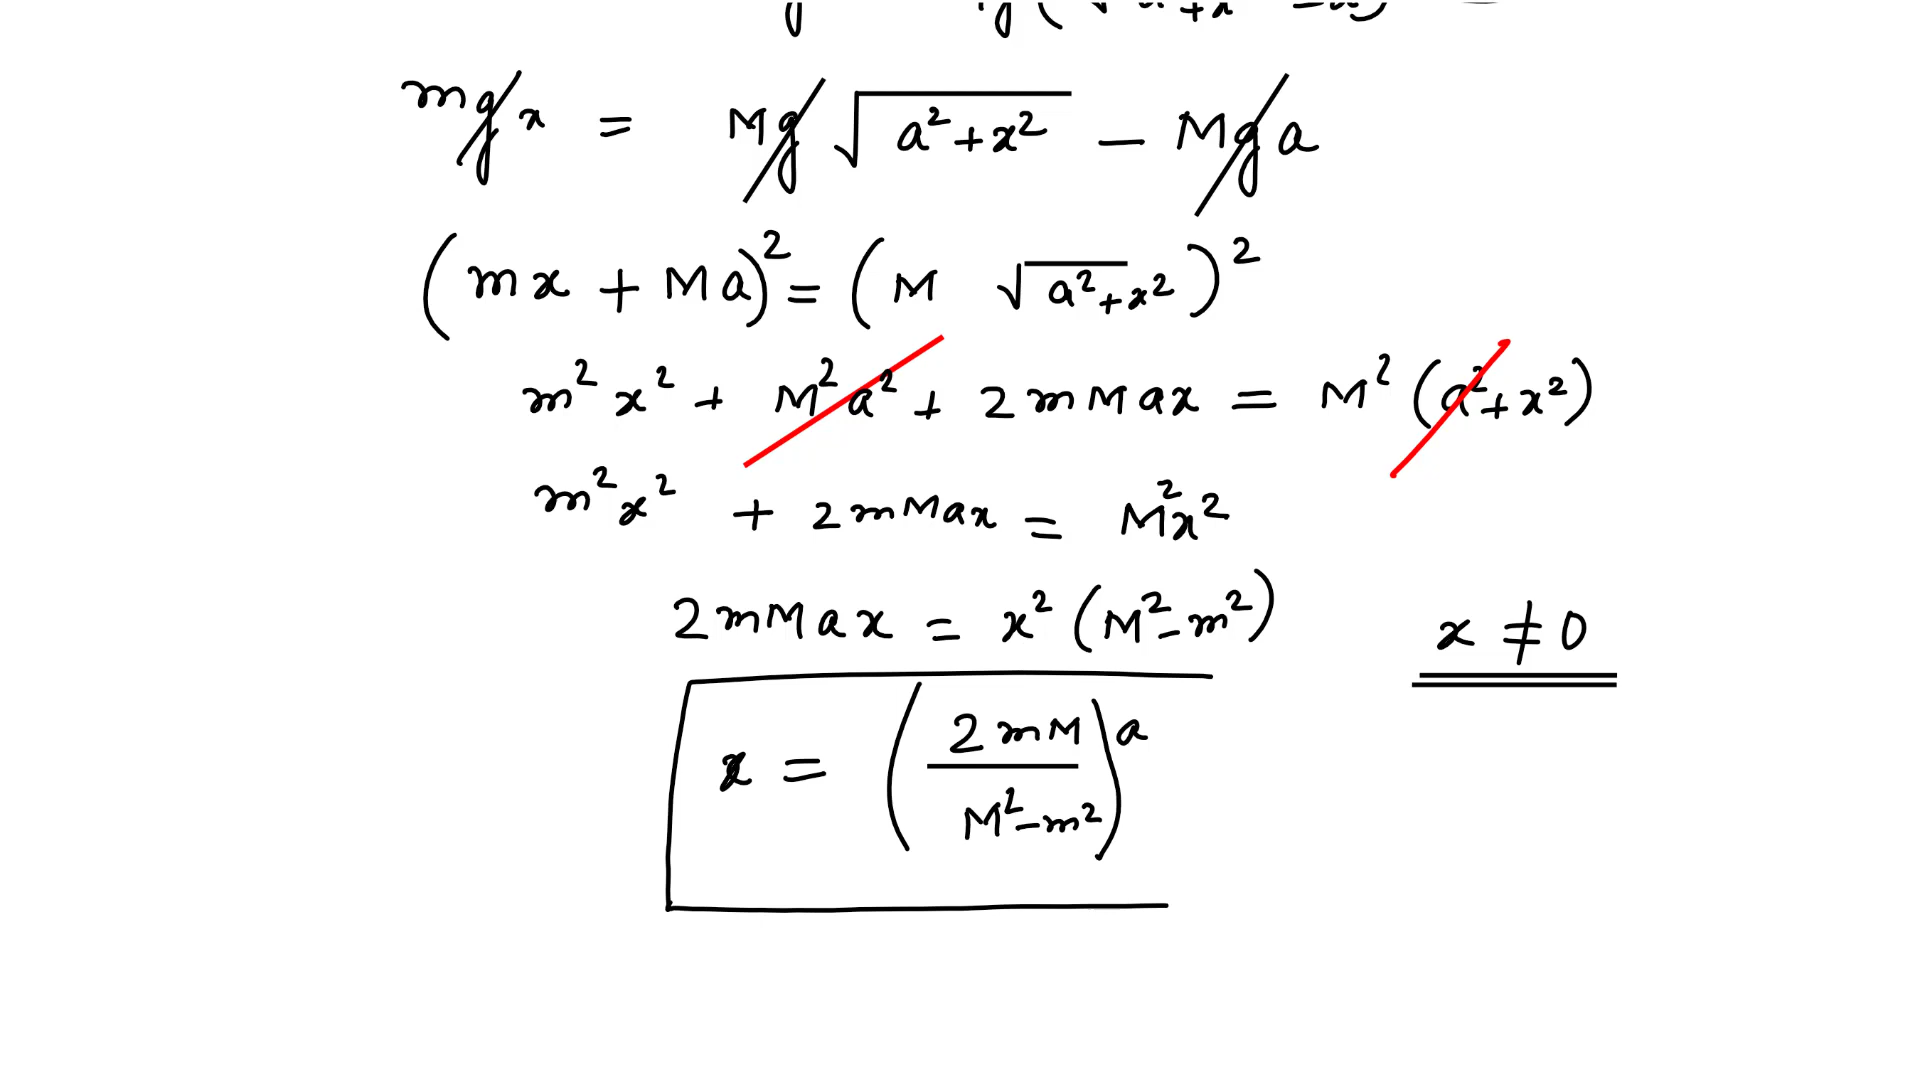 mgx = Mg √(a²+x²) − Mga
(mx + Ma)² = (M √(a²+x²))²
m²x² + M²a² + 2mMax = M²(a²+x²)
m²x² + 2mMax = M²x²
2mMax = x²(M²−m²) x ≠ 0
x = (2mM / M²−m²) a